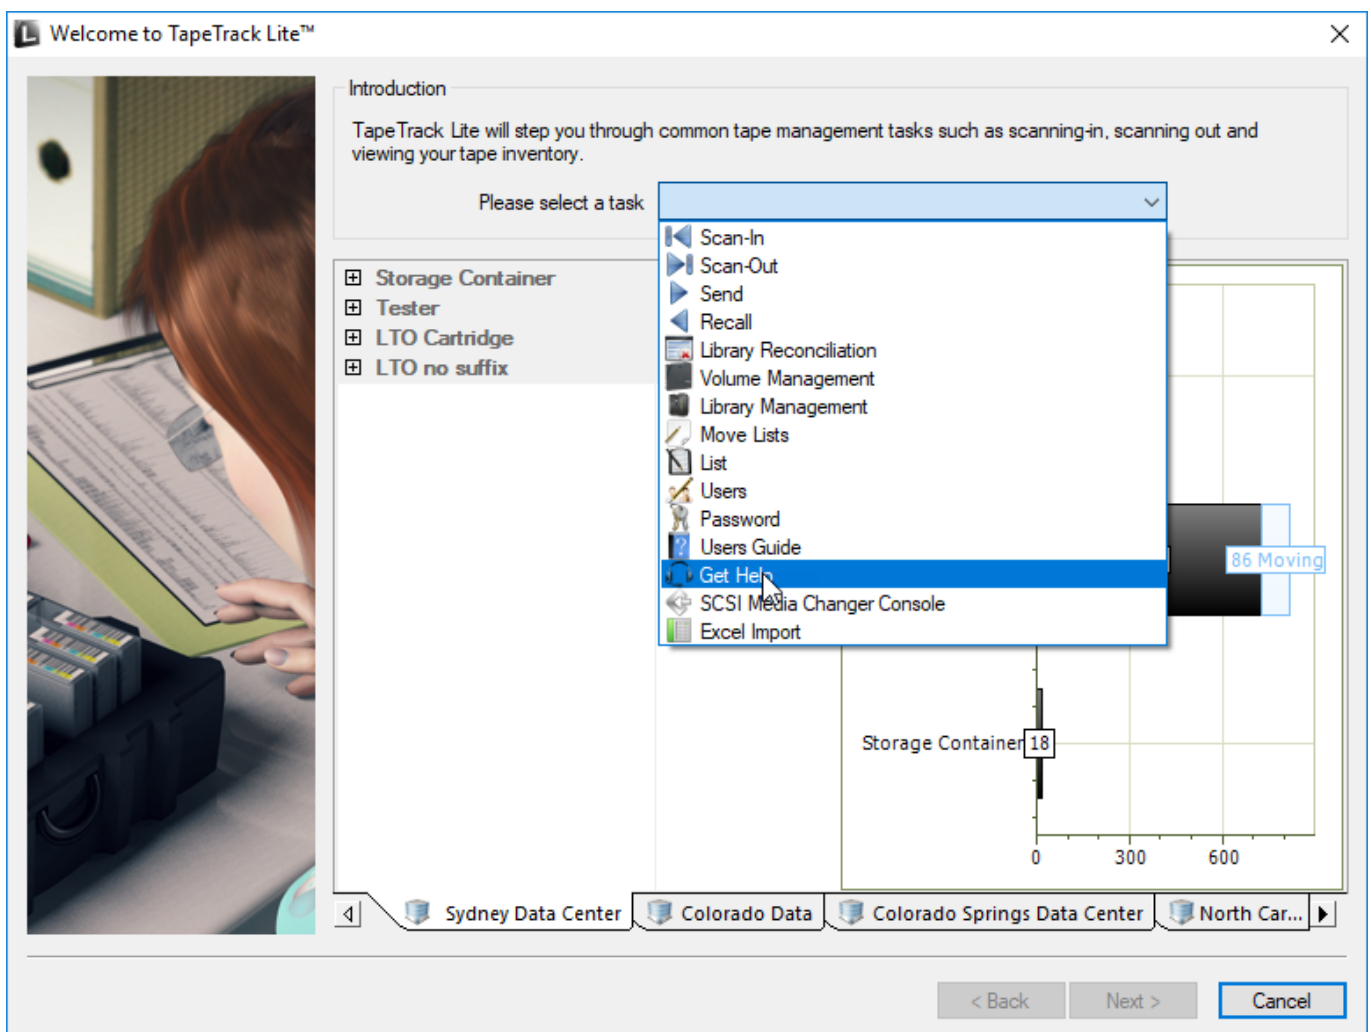 Welcome to TapeTrack Lite™
Introduction
TapeTrack Lite will step you through common tape management tasks such as scanning-in, scanning out and
viewing your tape inventory.
Please select a task
Scan-In
Scan-Out
Send
Recall
Library Reconciliation
Volume Management
Library Management
Move Lists
List
Users
Password
Users Guide
Get Help
SCSI Media Changer Console
Excel Import
Storage Container
Tester
LTO Cartridge
LTO no suffix
86 Moving
Storage Container 18
0 300 600
Sydney Data Center Colorado Data Colorado Springs Data Center North Car...
< Back Next > Cancel